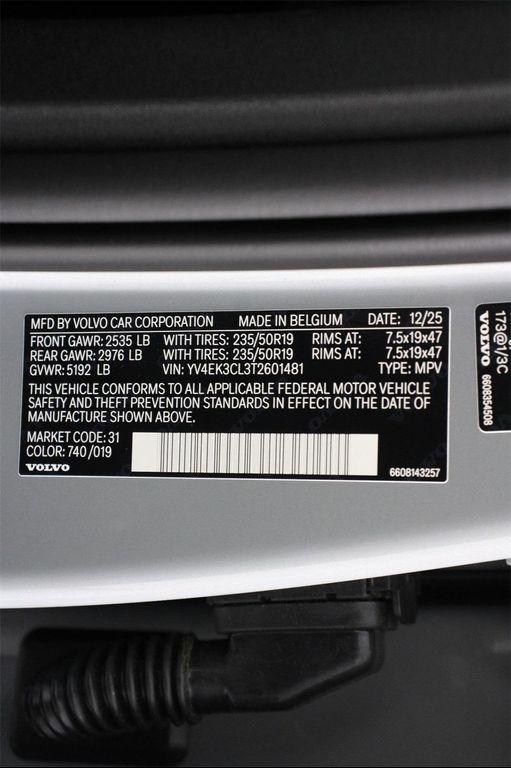 MFD BY VOLVO CAR CORPORATION MADE IN BELGIUM DATE: 12/25
FRONT GAWR: 2535 LB WITH TIRES: 235/50R19 RIMS AT: 7.5x19x47
REAR GAWR: 2976 LB WITH TIRES: 235/50R19 RIMS AT: 7.5x19x47
GVWR: 5192 LB VIN: YV4EK3CL3T2601481 TYPE: MPV
THIS VEHICLE CONFORMS TO ALL APPLICABLE FEDERAL MOTOR VEHICLE
SAFETY AND THEFT PREVENTION STANDARDS IN EFFECT ON THE DATE OF
MANUFACTURE SHOWN ABOVE.
MARKET CODE: 31
COLOR: 740/019
VOLVO
6608143257
VOLVO
6608354508